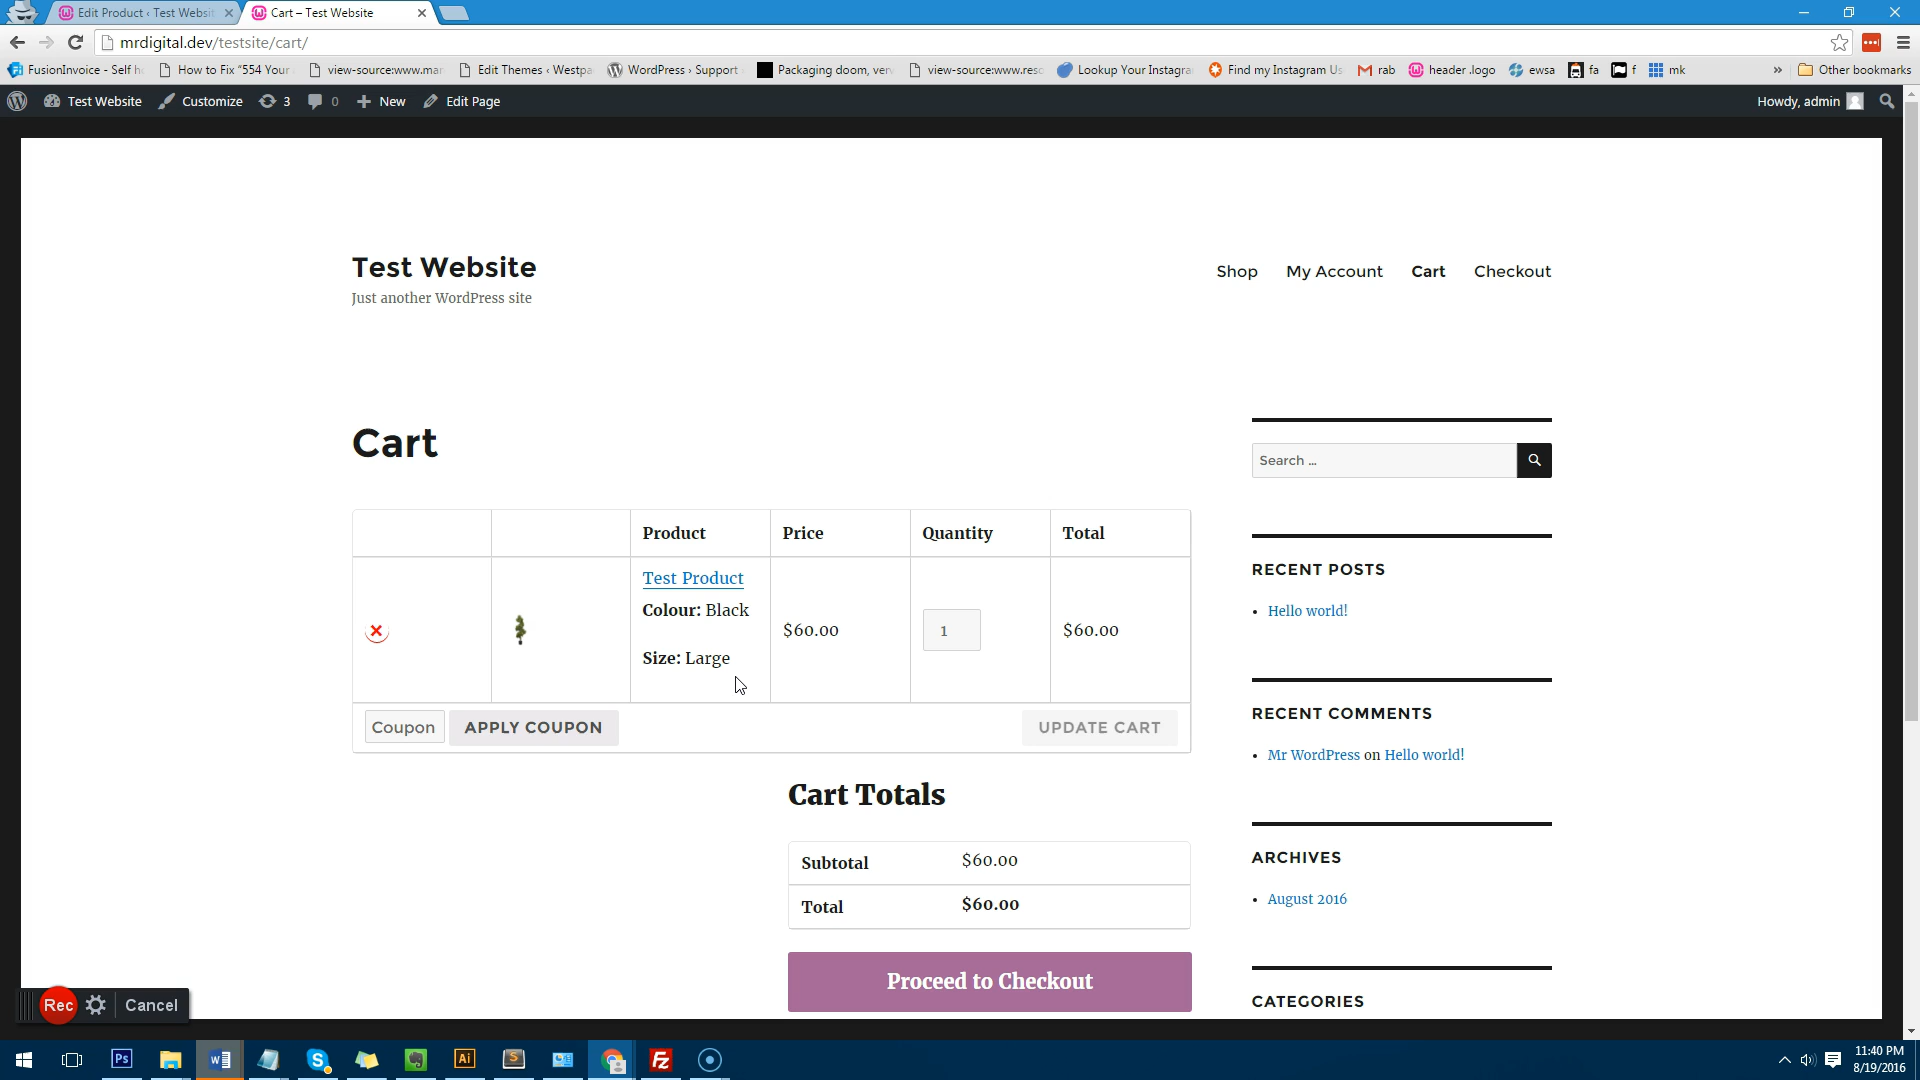 Edit Product ‹ Test Websit
Cart – Test Website
mrdigital.dev/testsite/cart/
FusionInvoice - Self h
How to Fix "554 Your
view-source:www.mar
Edit Themes ‹ Westpa
WordPress › Support
Packaging doom, ver
view-source:www.resc
Lookup Your Instagra
Find my Instagram Us
rab
header .logo
ewsa
fa
f
mk
»
Other bookmarks
Test Website
Customize
3
0
New
Edit Page
Howdy, admin
Test Website
Just another WordPress site
Shop
My Account
Cart
Checkout
Cart
Product
Price
Quantity
Total
Test Product
Colour: Black
Size: Large
$60.00
1
$60.00
Coupon
APPLY COUPON
UPDATE CART
Cart Totals
Subtotal
$60.00
Total
$60.00
Proceed to Checkout
Search ...
RECENT POSTS
Hello world!
RECENT COMMENTS
Mr WordPress on Hello world!
ARCHIVES
August 2016
CATEGORIES
Rec
Cancel
Ps
W
S
Ai
S
Fz
11:40 PM
8/19/2016